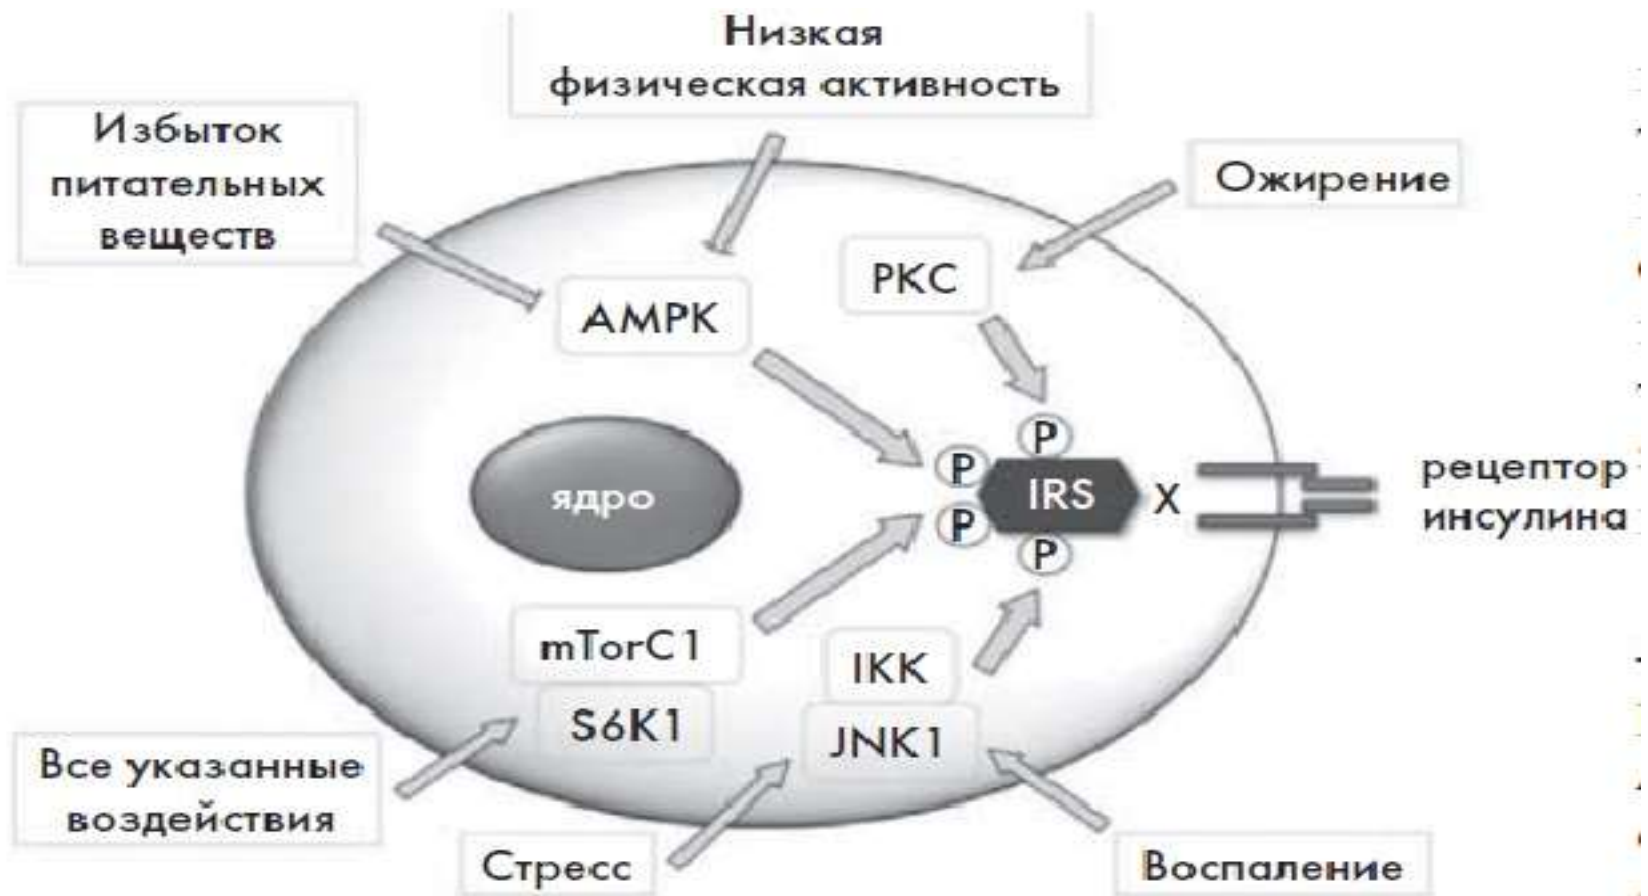 Низкая
физическая активность
Избыток
питательных
веществ
Ожирение
PKC
AMPK
P
P
P
P
IRS
X
ядро
рецептор
инсулина
mTorC1
S6K1
IKK
JNK1
Все указанные
воздействия
Стресс
Воспаление